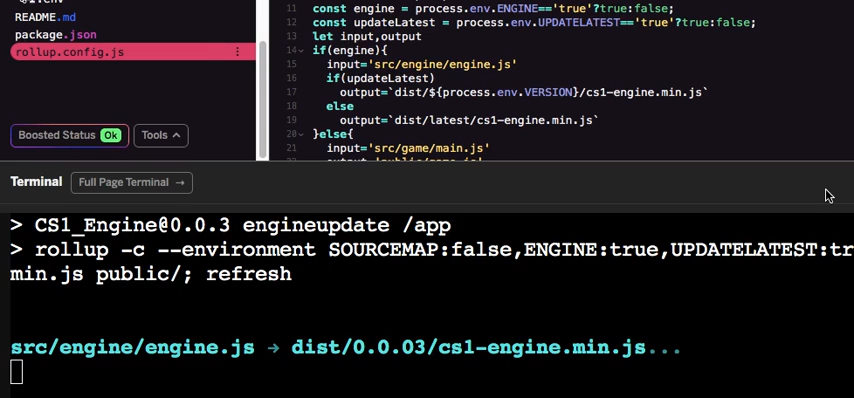 README.md
package.json
rollup.config.js
Boosted Status Ok Tools
11 const engine = process.env.ENGINE=='true'?true:false;
12 const updateLatest = process.env.UPDATELATEST=='true'?true:false;
13 let input,output
14 if(engine){
15 input='src/engine/engine.js'
16 if(updateLatest)
17 output=`dist/${process.env.VERSION}/cs1-engine.min.js`
18 else
19 output=`dist/latest/cs1-engine.min.js`
20 }else{
21 input='src/game/main.js'
Terminal Full Page Terminal →
> CS1_Engine@0.0.3 engineupdate /app
> rollup -c --environment SOURCEMAP:false,ENGINE:true,UPDATELATEST:tr
min.js public/; refresh
src/engine/engine.js → dist/0.0.03/cs1-engine.min.js...